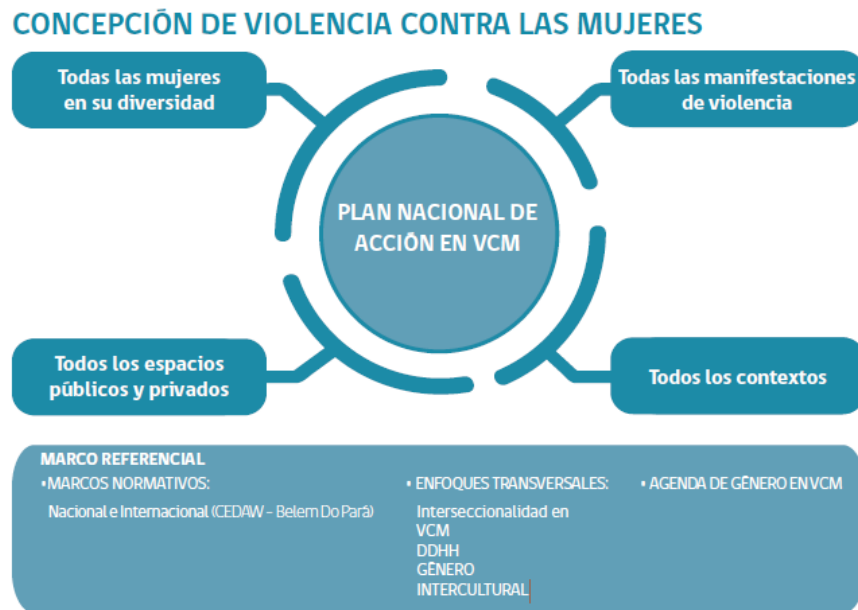 CONCEPCIÓN DE VIOLENCIA CONTRA LAS MUJERES
Todas las mujeres
en su diversidad
Todas las manifestaciones
de violencia
PLAN NACIONAL DE
ACCIÓN EN VCM
Todos los espacios
públicos y privados
Todos los contextos
MARCO REFERENCIAL
•MARCOS NORMATIVOS:
Nacional e Internacional (CEDAW – Belem Do Pará)
• ENFOQUES TRANSVERSALES:
Interseccionalidad en
VCM
DDHH
GÉNERO
INTERCULTURAL
• AGENDA DE GÉNERO EN VCM